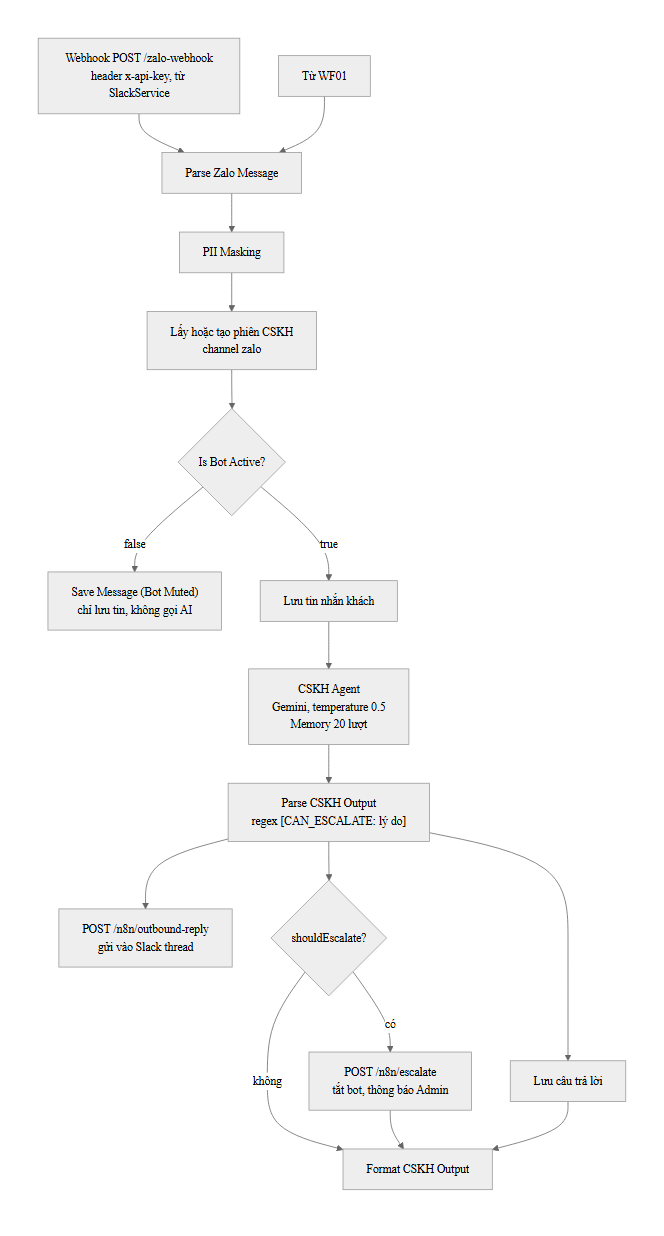 Webhook POST /zalo-webhook
header x-api-key, từ
SlackService
Từ WF01
Parse Zalo Message
PII Masking
Lấy hoặc tạo phiên CSKH
channel zalo
Is Bot Active?
false
true
Save Message (Bot Muted)
chỉ lưu tin, không gọi AI
Lưu tin nhắn khách
CSKH Agent
Gemini, temperature 0.5
Memory 20 lượt
Parse CSKH Output
regex [CAN_ESCALATE: lý do]
POST /n8n/outbound-reply
gửi vào Slack thread
shouldEscalate?
có
không
POST /n8n/escalate
tắt bot, thông báo Admin
Lưu câu trả lời
Format CSKH Output